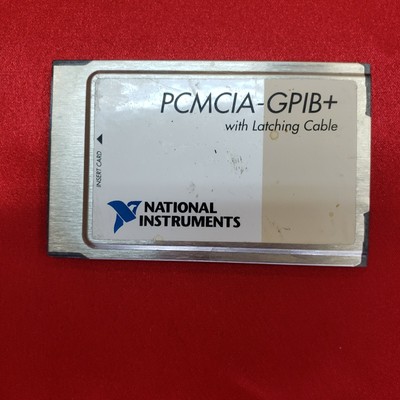 PCMCIA-GPIB+
with Latching Cable
INSERT CARD
NATIONAL
INSTRUMENTS